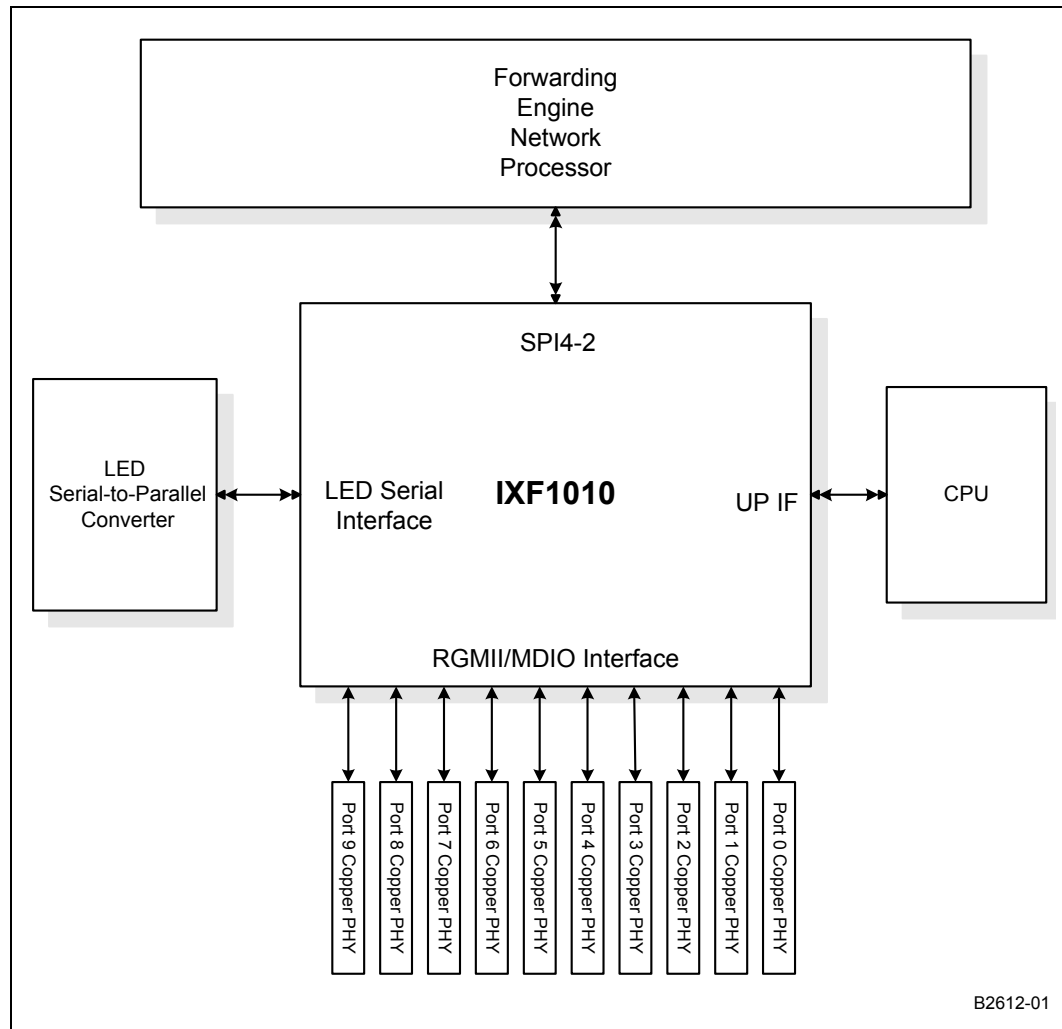 Forwarding
Engine
Network
Processor
SPI4-2
LED
Serial-to-Parallel
Converter
LED Serial
Interface
IXF1010
UP IF
CPU
RGMII/MDIO Interface
Port 9 Copper PHY
Port 8 Copper PHY
Port 7 Copper PHY
Port 6 Copper PHY
Port 5 Copper PHY
Port 4 Copper PHY
Port 3 Copper PHY
Port 2 Copper PHY
Port 1 Copper PHY
Port 0 Copper PHY
B2612-01